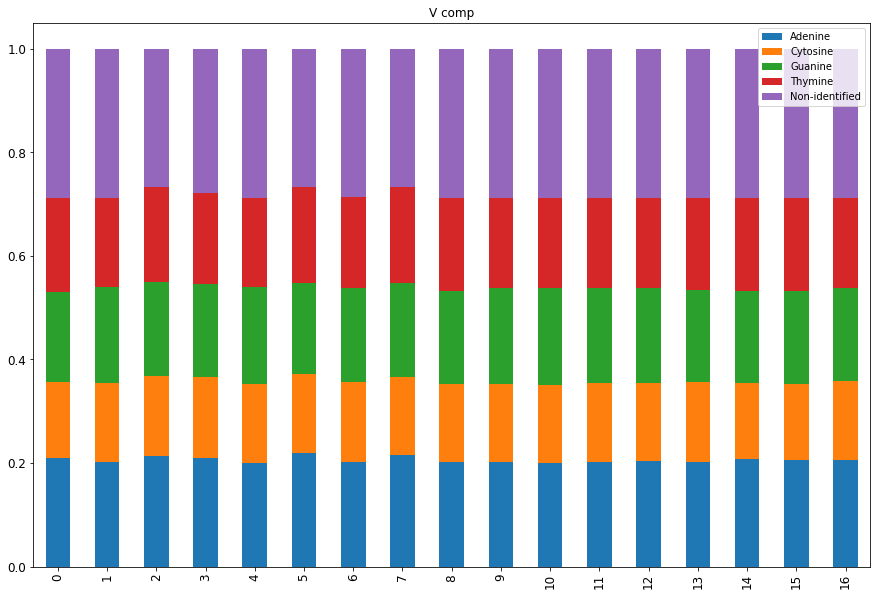 V comp
Adenine
Cytosine
Guanine
Thymine
Non-identified
1.0
0.8
0.6
0.4
0.2
0.0
0 1 2 3 4 5 6 7 8 9 10 11 12 13 14 15 16